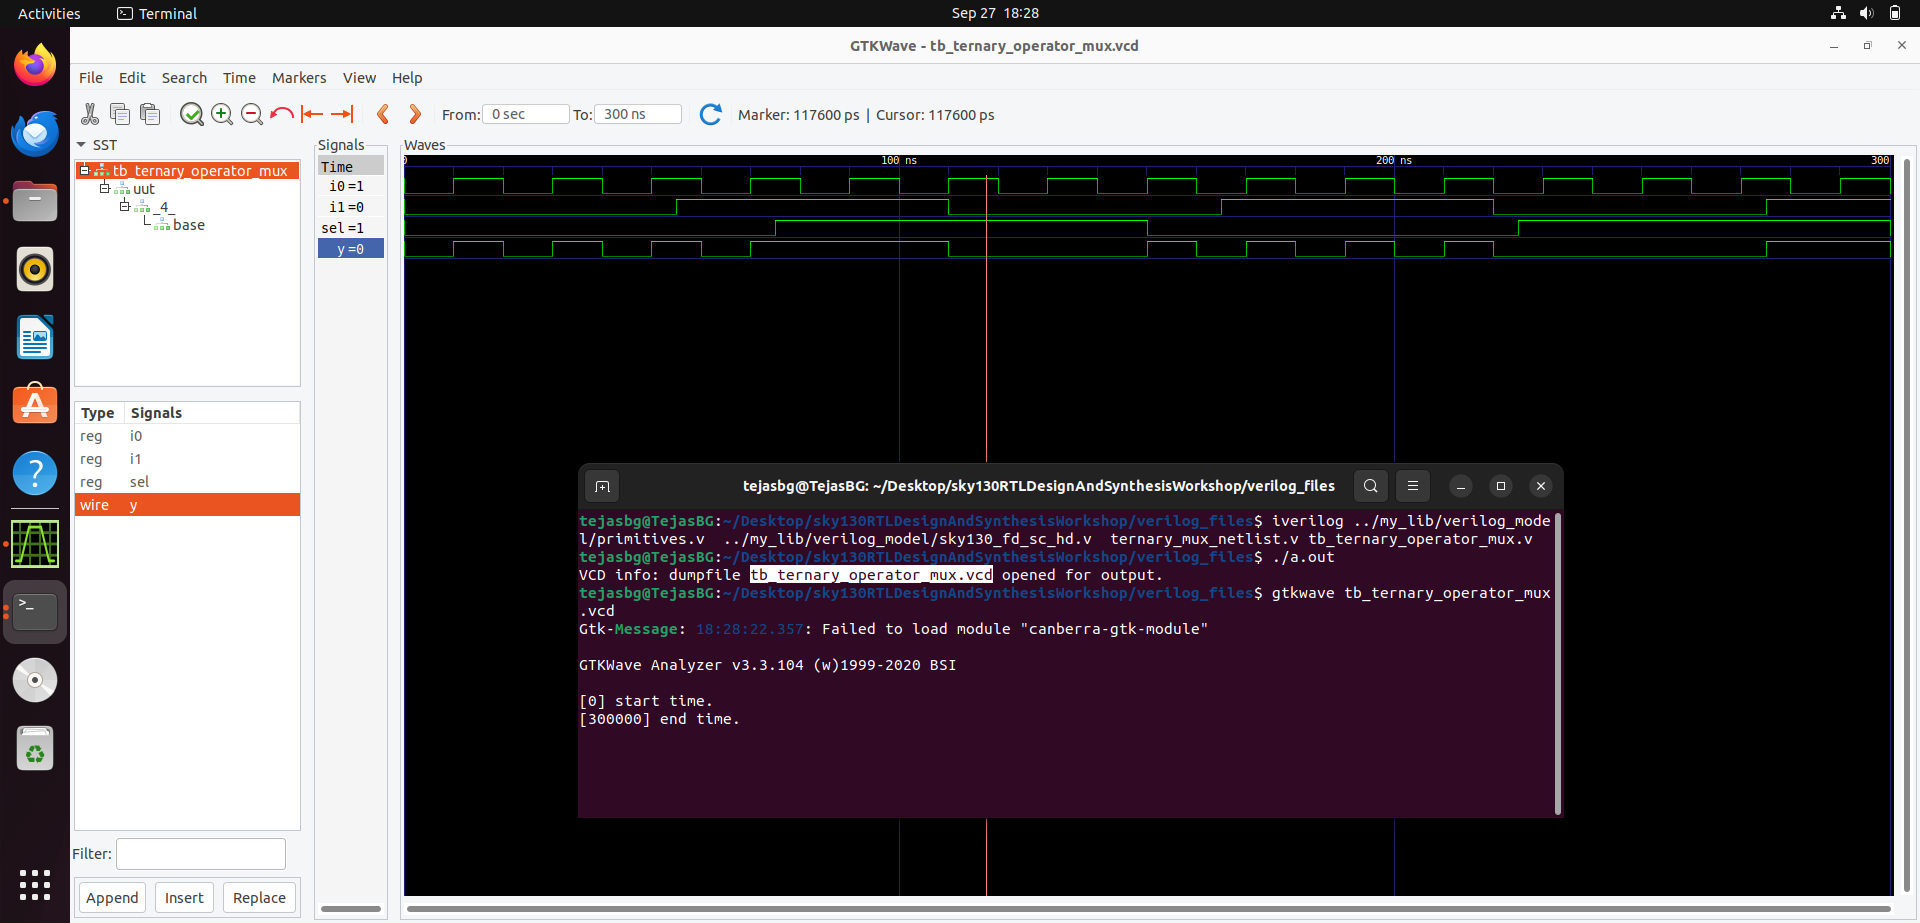 Activities
Terminal
Sep 27 18:28
GTKWave - tb_ternary_operator_mux.vcd
File Edit Search Time Markers View Help
From: 0 sec To: 300 ns Marker: 117600 ps | Cursor: 117600 ps
SST
tb_ternary_operator_mux
uut
_4_
base
Type Signals
reg i0
reg i1
reg sel
wire y
Filter:
Append Insert Replace
Signals
Time
i0 =1
i1 =0
sel =1
y =0
Waves
0 100 ns 200 ns 300
tejasbg@TejasBG: ~/Desktop/sky130RTLDesignAndSynthesisWorkshop/verilog_files
tejasbg@TejasBG:~/Desktop/sky130RTLDesignAndSynthesisWorkshop/verilog_files$ iverilog ../my_lib/verilog_mode
l/primitives.v ../my_lib/verilog_model/sky130_fd_sc_hd.v ternary_mux_netlist.v tb_ternary_operator_mux.v
tejasbg@TejasBG:~/Desktop/sky130RTLDesignAndSynthesisWorkshop/verilog_files$ ./a.out
VCD info: dumpfile tb_ternary_operator_mux.vcd opened for output.
tejasbg@TejasBG:~/Desktop/sky130RTLDesignAndSynthesisWorkshop/verilog_files$ gtkwave tb_ternary_operator_mux
.vcd
Gtk-Message: 18:28:22.357: Failed to load module "canberra-gtk-module"
GTKWave Analyzer v3.3.104 (w)1999-2020 BSI
[0] start time.
[300000] end time.